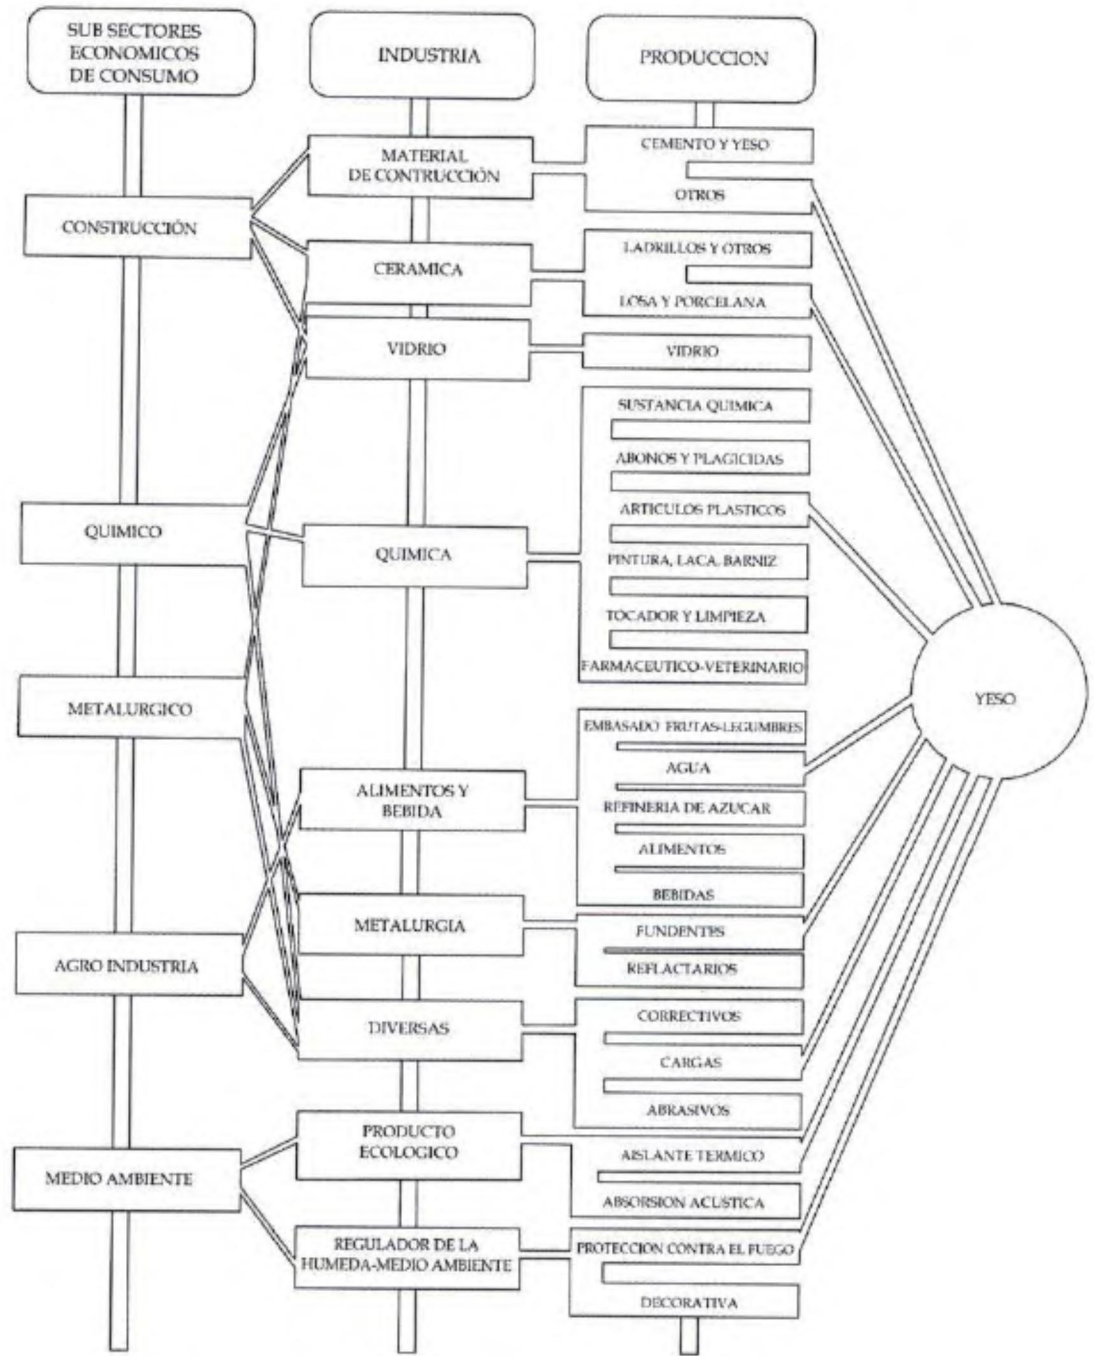 SUB SECTORES
ECONOMICOS
DE CONSUMO
INDUSTRIA
PRODUCCION
CONSTRUCCIÓN
QUIMICO
METALURGICO
AGRO INDUSTRIA
MEDIO AMBIENTE
MATERIAL
DE CONTRUCCIÓN
CERAMICA
VIDRIO
QUIMICA
ALIMENTOS Y
BEBIDA
METALURGIA
DIVERSAS
PRODUCTO
ECOLOGICO
REGULADOR DE LA
HUMEDA-MEDIO AMBIENTE
CEMENTO Y YESO
OTROS
LADRILLOS Y OTROS
LOSA Y PORCELANA
VIDRIO
SUSTANCIA QUIMICA
ABONOS Y PLAGICIDAS
ARTICULOS PLASTICOS
PINTURA, LACA, BARNIZ
TOCADOR Y LIMPIEZA
FARMACEUTICO-VETERINARIO
EMBASADO FRUTAS-LEGUMBRES
AGUA
REFINERIA DE AZUCAR
ALIMENTOS
BEBIDAS
FUNDENTES
REFLACTARIOS
CORRECTIVOS
CARGAS
ABRASIVOS
AISLANTE TERMICO
ABSORSION ACUSTICA
PROTECCION CONTRA EL FUEGO
DECORATIVA
YESO